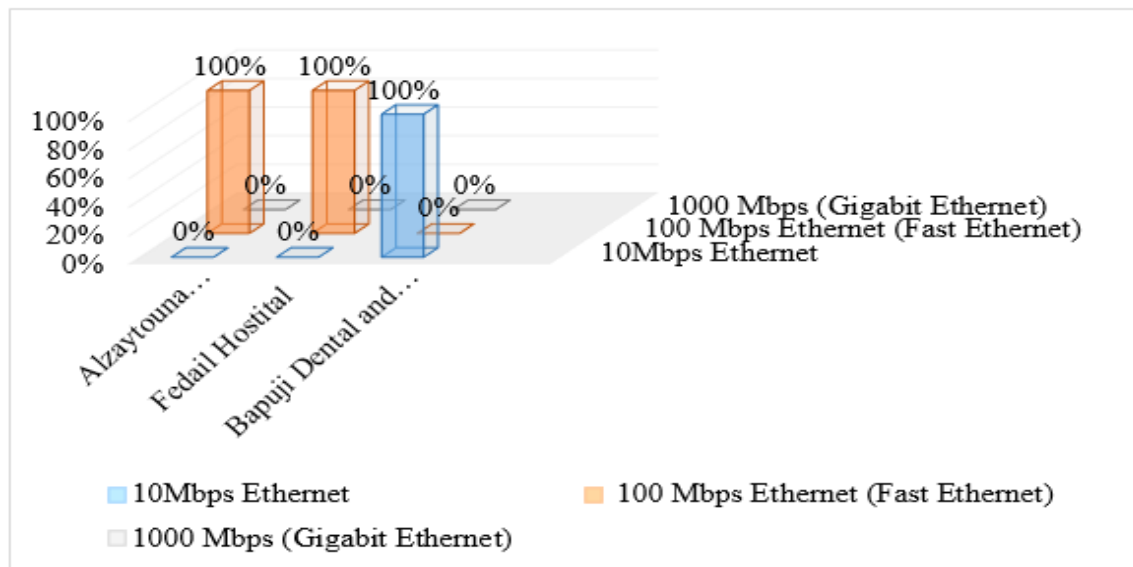 100% 100%
100%
100%
80%
60%
40%
20%
0%
0% 0% 0%
0%
0% 0%
1000 Mbps (Gigabit Ethernet)
100 Mbps Ethernet (Fast Ethernet)
10Mbps Ethernet
Alzaytouna…
Fedail Hostital
Bapuji Dental and…
10Mbps Ethernet
100 Mbps Ethernet (Fast Ethernet)
1000 Mbps (Gigabit Ethernet)